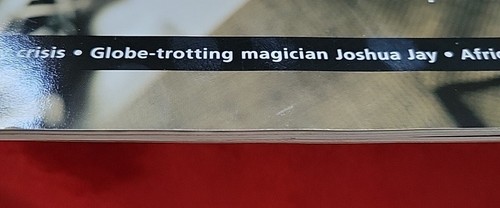 crisis • Globe-trotting magician Joshua Jay •